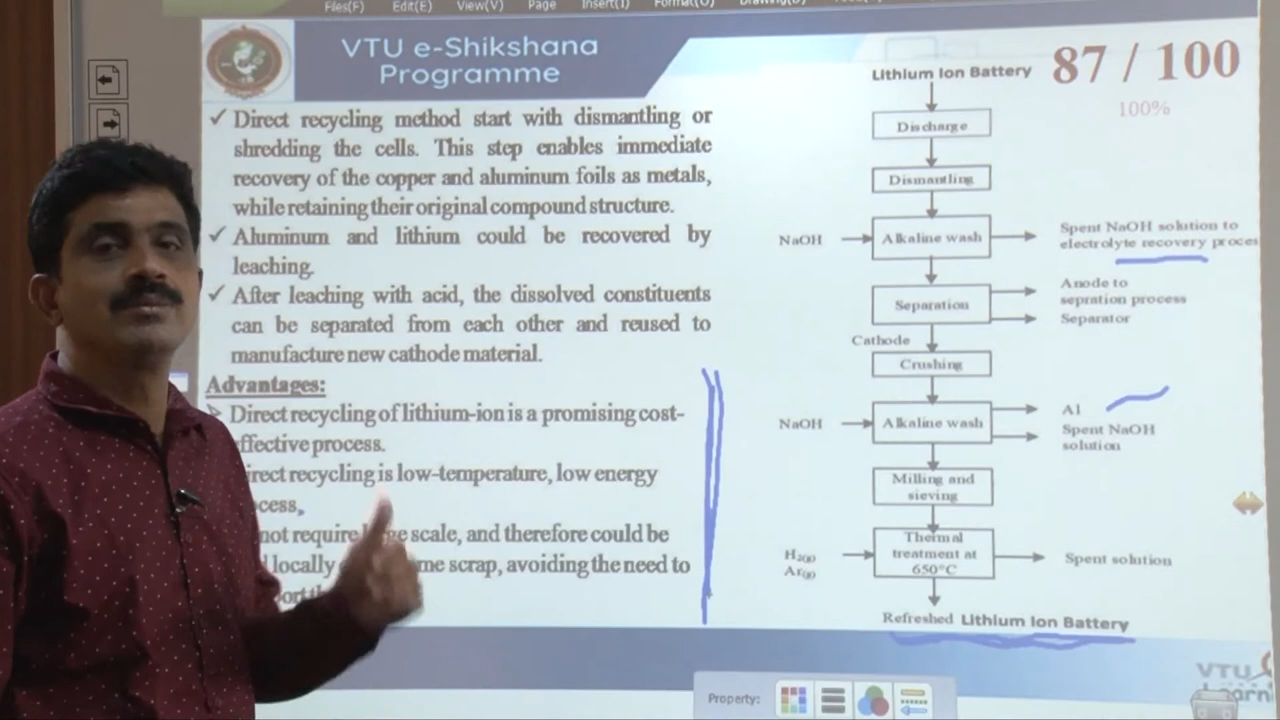 Files(F) Edit(E) View(V) Page Insert(I) Format(O) Drawing(D)
VTU e-Shikshana
Programme
87 / 100
100%
✓ Direct recycling method start with dismantling or
shredding the cells. This step enables immediate
recovery of the copper and aluminum foils as metals,
while retaining their original compound structure.
✓ Aluminum and lithium could be recovered by
leaching.
✓ After leaching with acid, the dissolved constituents
can be separated from each other and reused to
manufacture new cathode material.
Advantages:
Direct recycling of lithium-ion is a promising cost-
process.
recycling is low-temperature, low energy
not require scale, and therefore could be
locally scrap, avoiding the need to
Lithium Ion Battery
Discharge
Dismantling
NaOH
Alkaline wash
Spent NaOH solution to
electrolyte recovery
Separation
Anode to
sepration process
Separator
Cathode
Crushing
NaOH
Alkaline wash
Al
Spent NaOH
solution
Milling and
sieving
H2(g)
Ar(g)
Thermal
treatment at
650°C
Spent solution
Refreshed Lithium Ion Battery
VTU
Property: